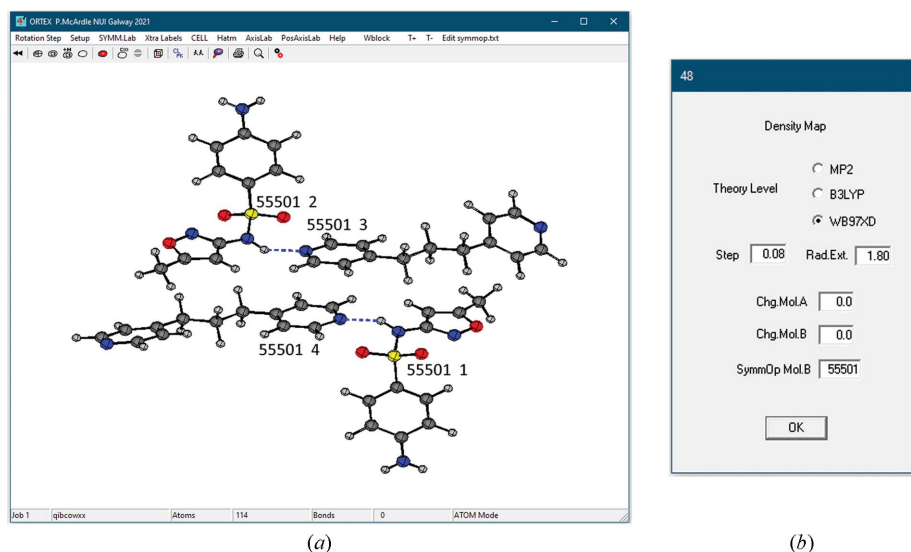 ORTEX P.McArdle NUI Galway 2021
Rotation Step Setup SYMM.Lab Xtra Labels CELL Hatm AxisLab PosAxisLab Help Wblock T+ T- Edit symmop.txt
55501 2
55501 3
55501 4
55501 1
Job 1 qibcowxx Atoms 114 Bonds 0 ATOM Mode
(a)
48
Density Map
Theory Level
MP2
B3LYP
WB97XD
Step 0.08 Rad.Ext. 1.80
Chg.Mol.A 0.0
Chg.Mol.B 0.0
SymmOp Mol.B 55501
OK
(b)